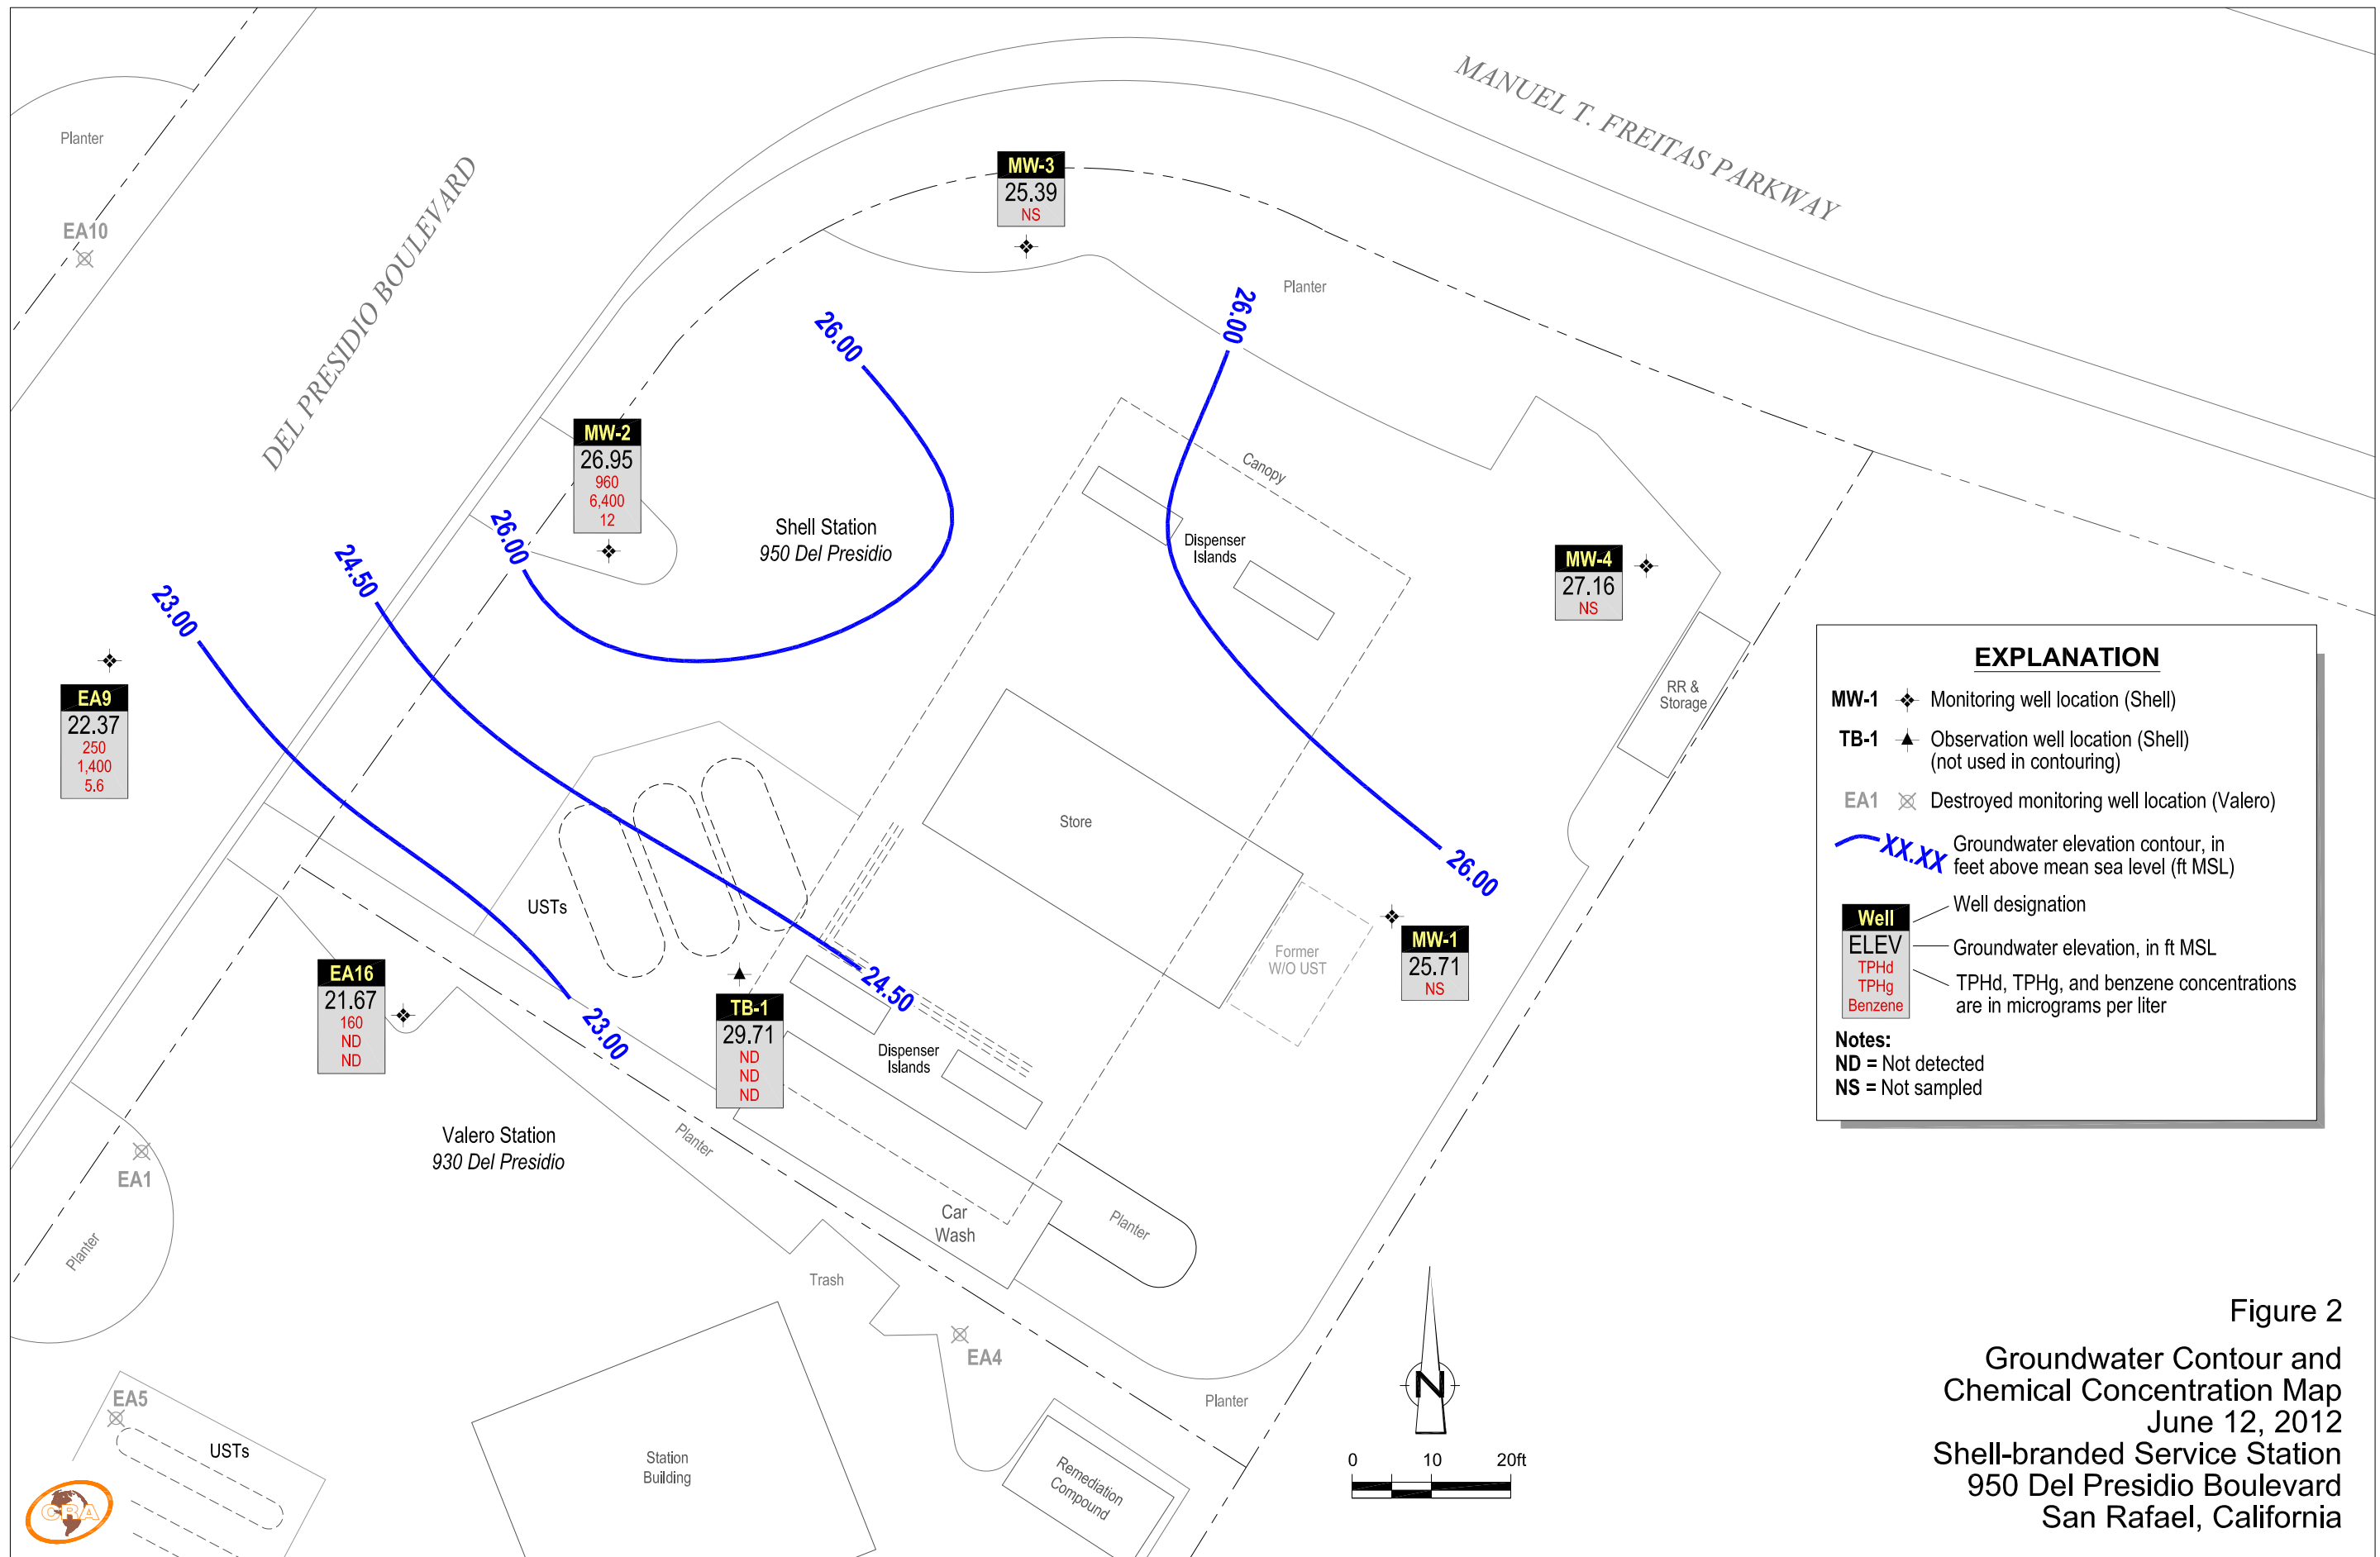 MANUEL T. FREITAS PARKWAY
DEL PRESIDIO BOULEVARD
Planter
EA10
MW-3
25.39
NS
Planter
26.00
26.00
MW-2
26.95
960
6,400
12
Canopy
Shell Station
950 Del Presidio
26.00
24.50
23.00
Dispenser
Islands
MW-4
27.16
NS
EA9
22.37
250
1,400
5.6
RR &
Storage
Store
USTs
26.00
MW-1
25.71
NS
Former
W/O UST
EA16
21.67
160
ND
ND
24.50
23.00
TB-1
29.71
ND
ND
ND
Dispenser
Islands
Valero Station
930 Del Presidio
Planter
EA1
Planter
Car
Wash
Planter
Trash
EA4
EA5
USTs
Station
Building
Remediation
Compound
Planter
N
0 10 20ft
CRA
EXPLANATION
MW-1 Monitoring well location (Shell)
TB-1 Observation well location (Shell)
(not used in contouring)
EA1 Destroyed monitoring well location (Valero)
XX.XX Groundwater elevation contour, in
feet above mean sea level (ft MSL)
Well
ELEV
TPHd
TPHg
Benzene
Well designation
Groundwater elevation, in ft MSL
TPHd, TPHg, and benzene concentrations
are in micrograms per liter
Notes:
ND = Not detected
NS = Not sampled
Figure 2
Groundwater Contour and
Chemical Concentration Map
June 12, 2012
Shell-branded Service Station
950 Del Presidio Boulevard
San Rafael, California